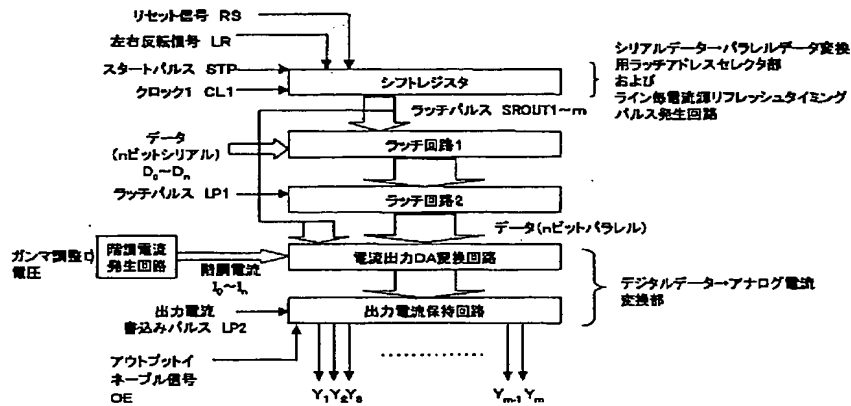 リセット信号 RS
左右反転信号 LR
スタートパルス STP
クロック1 CL1
シフトレジスタ
シリアルデーター・パラレルデータ変換
用ラッチアドレスセレクタ部
および
ライン毎電流源リフレッシュタイミング
パルス発生回路
ラッチパルス SROUT1～m
データ
(nビットシリアル)
D₀～Dₙ
ラッチ回路1
ラッチパルス LP1
ラッチ回路2
データ(nビットパラレル)
ガンマ調整
電圧
階調電流
発生回路
階調電流
I₀～Iₙ
電流出力DA変換回路
デジタルデーター・アナログ電流
変換部
出力電流
書込みパルス LP2
出力電流保持回路
アウトプットイ
ネーブル信号
OE
Y₁ Y₂ Y₃
Yₘ₋₁ Yₘ